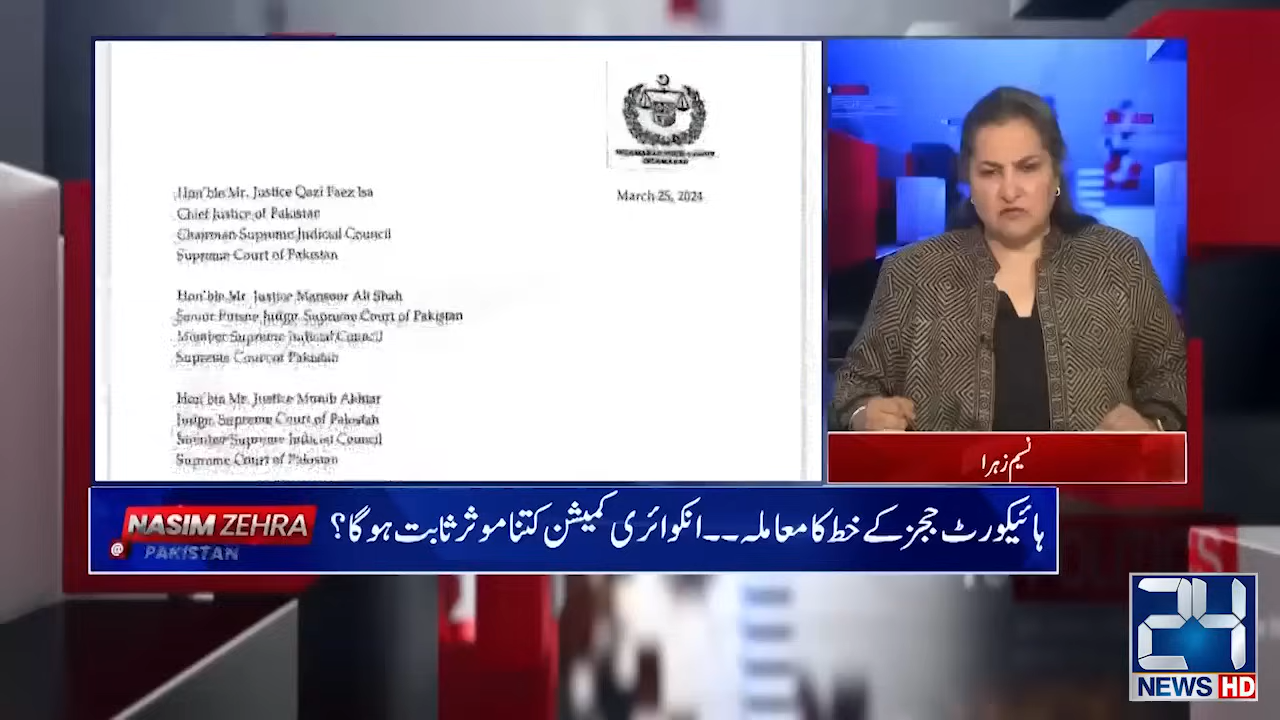 ISLAMABAD HIGH COURT
ISLAMABAD
March 25, 2024
Hon'ble Mr. Justice Qazi Faez Isa
Chief Justice of Pakistan
Chairman Supreme Judicial Council
Supreme Court of Pakistan
Hon'ble Mr. Justice Mansoor Ali Shah
Senior Puisne Judge Supreme Court of Pakistan
Member Supreme Judicial Council
Supreme Court of Pakistan
Hon'ble Mr. Justice Munib Akhtar
Judge Supreme Court of Pakistan
Member Supreme Judicial Council
Supreme Court of Pakistan
نسیم زہرا
NASIM ZEHRA
@ PAKISTAN
ہائیکورٹ ججز کے خط کا معاملہ۔۔۔انکوائری کمیشن کتنا موثر ثابت ہوگا؟
24
NEWS HD